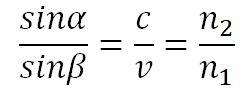 sinα/sinβ = c/v = n₂/n₁